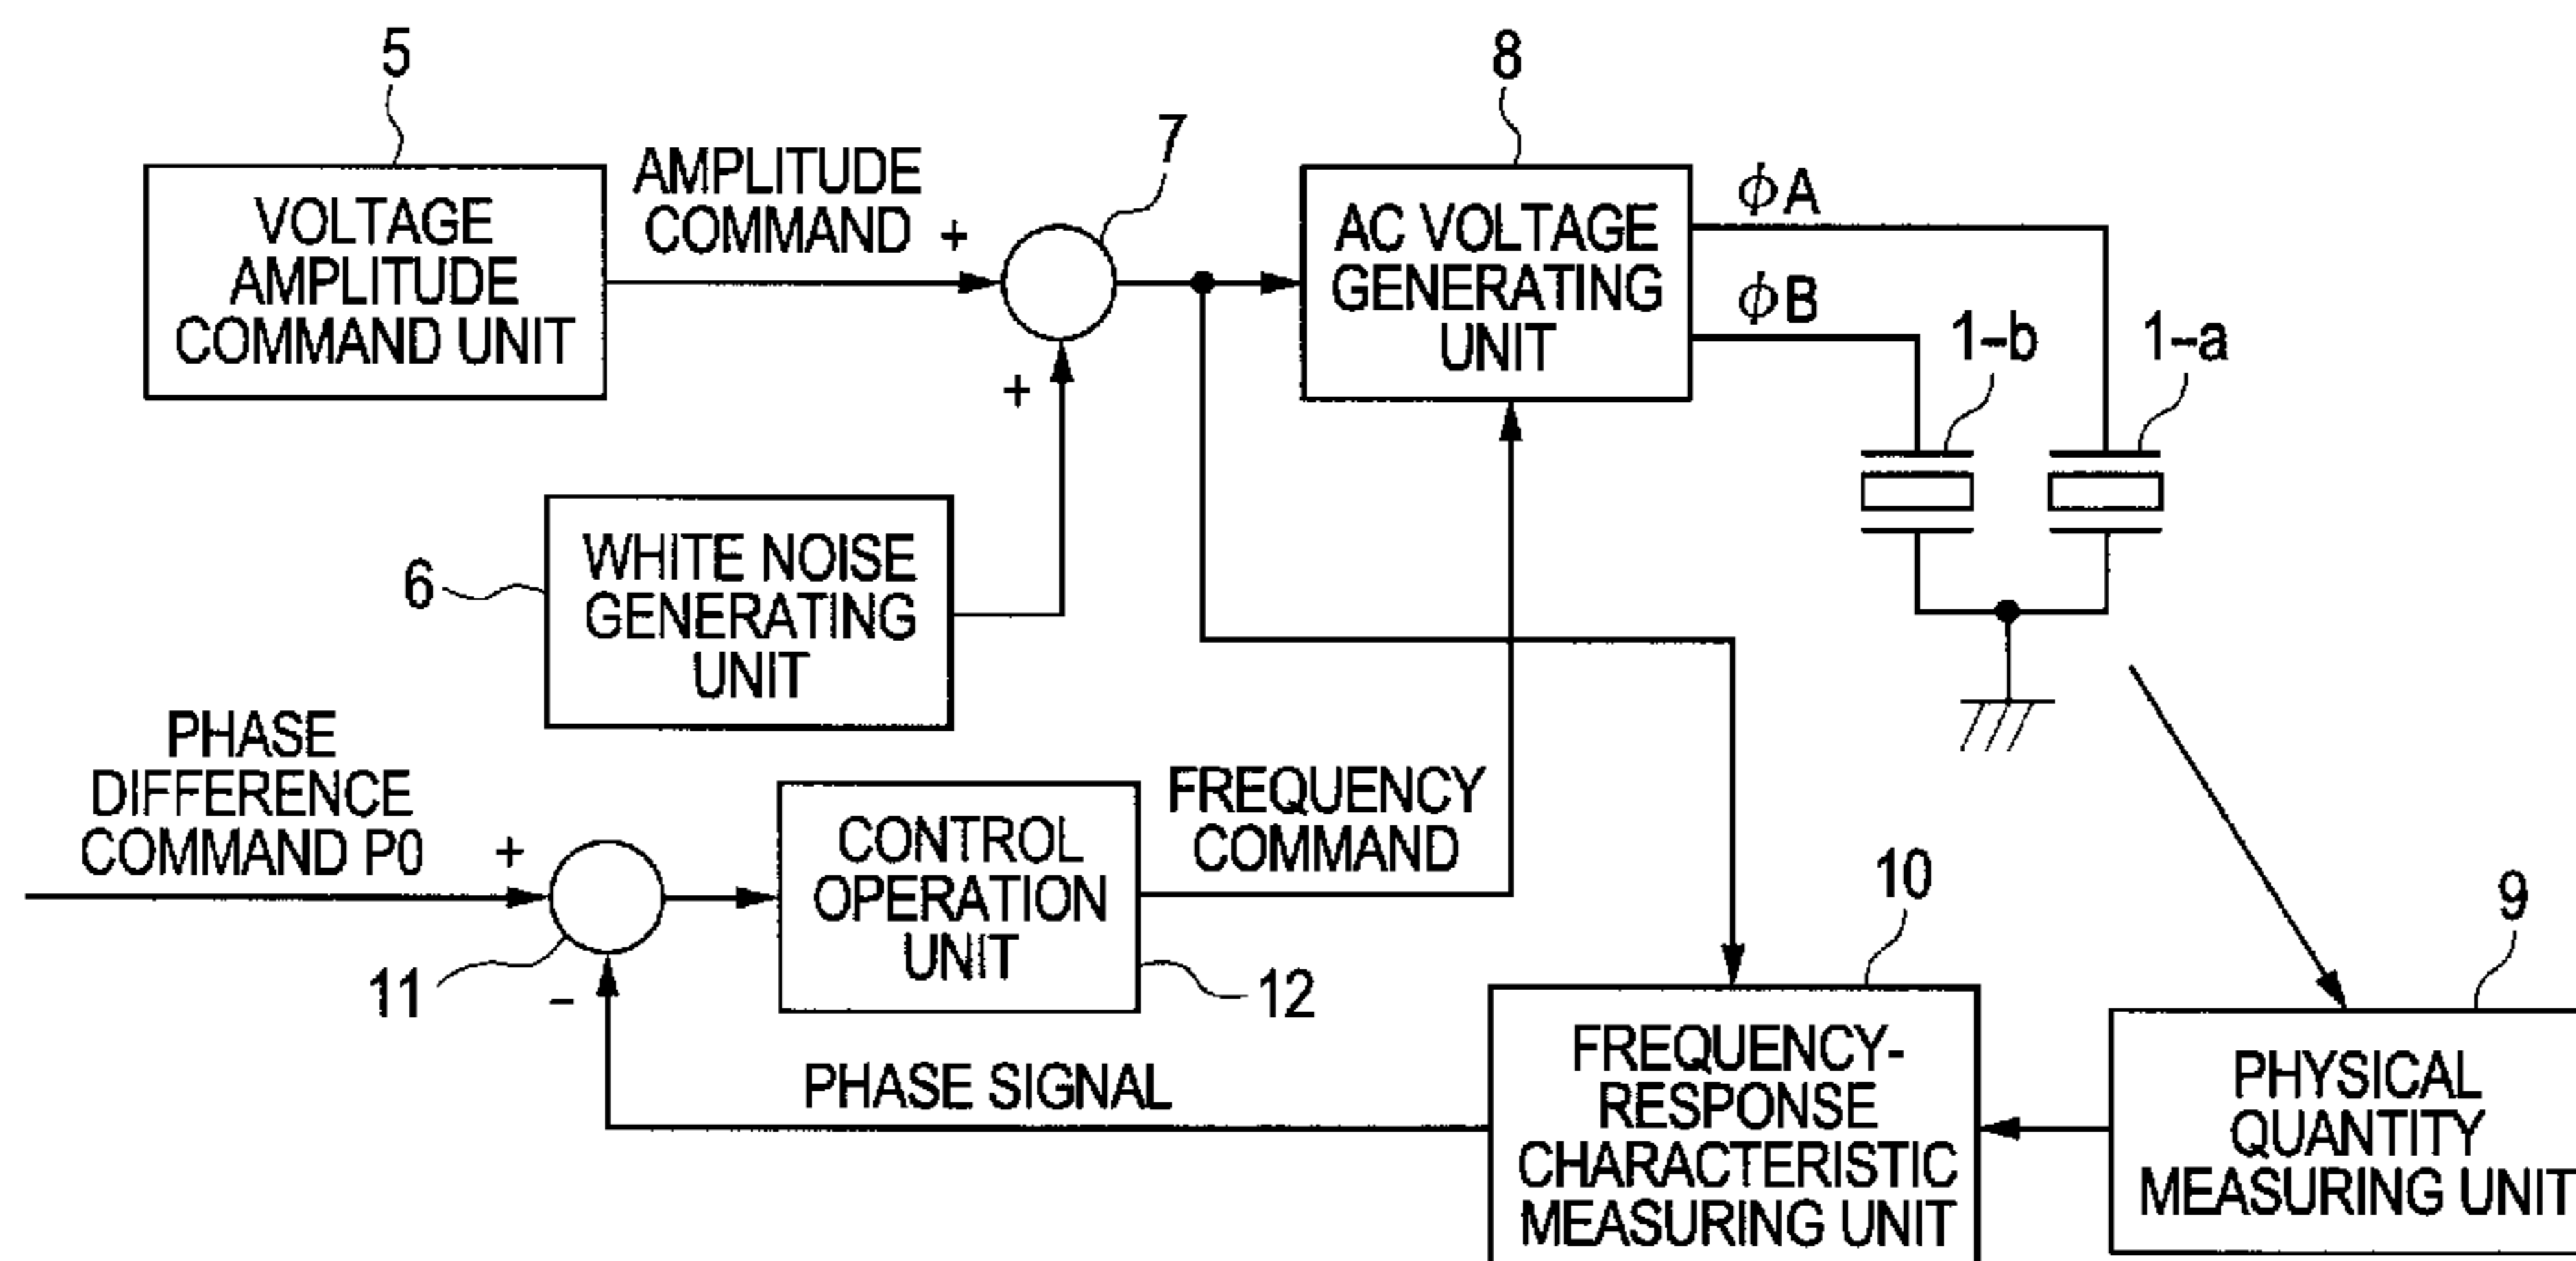 5
VOLTAGE
AMPLITUDE
COMMAND UNIT
AMPLITUDE
COMMAND
+
7
+
8
AC VOLTAGE
GENERATING
UNIT
ϕA
ϕB
1-b
1-a
6
WHITE NOISE
GENERATING
UNIT
PHASE
DIFFERENCE
COMMAND P0
+
11
-
CONTROL
OPERATION
UNIT
12
FREQUENCY
COMMAND
PHASE SIGNAL
10
FREQUENCY-
RESPONSE
CHARACTERISTIC
MEASURING UNIT
9
PHYSICAL
QUANTITY
MEASURING UNIT